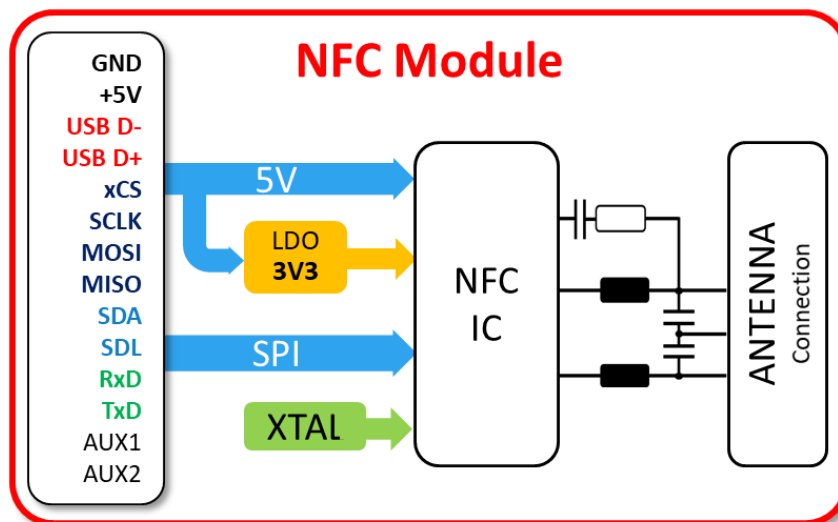 NFC Module
GND
+5V
USB D-
USB D+
xCS
SCLK
MOSI
MISO
SDA
SDL
RxD
TxD
AUX1
AUX2
5V
LDO
3V3
SPI
XTAL
NFC
IC
ANTENNA
Connection